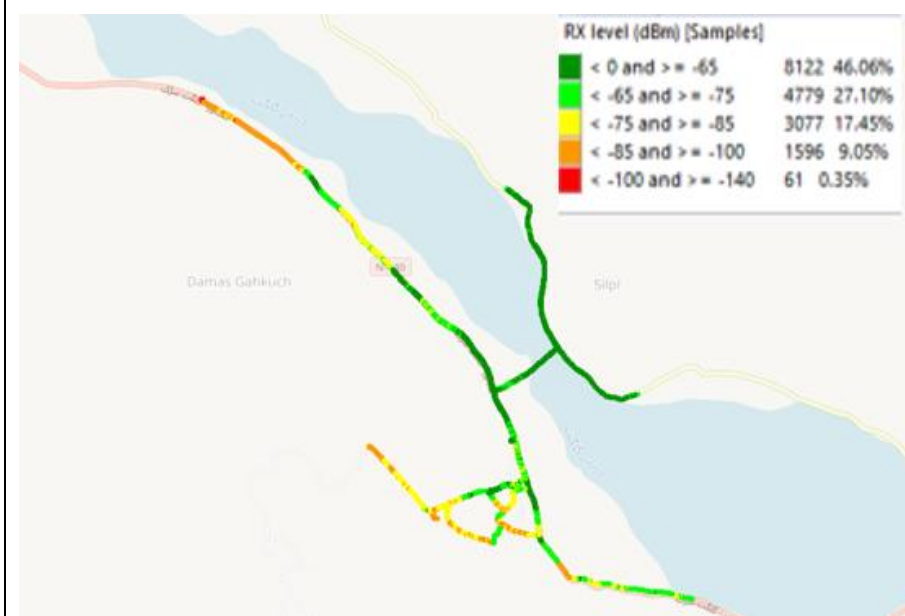 RX level (dBm) [Samples]
< 0 and >= -65 8122 46.06%
< -65 and >= -75 4779 27.10%
< -75 and >= -85 3077 17.45%
< -85 and >= -100 1596 9.05%
< -100 and >= -140 61 0.35%
Damas Gahkuch
Silpi